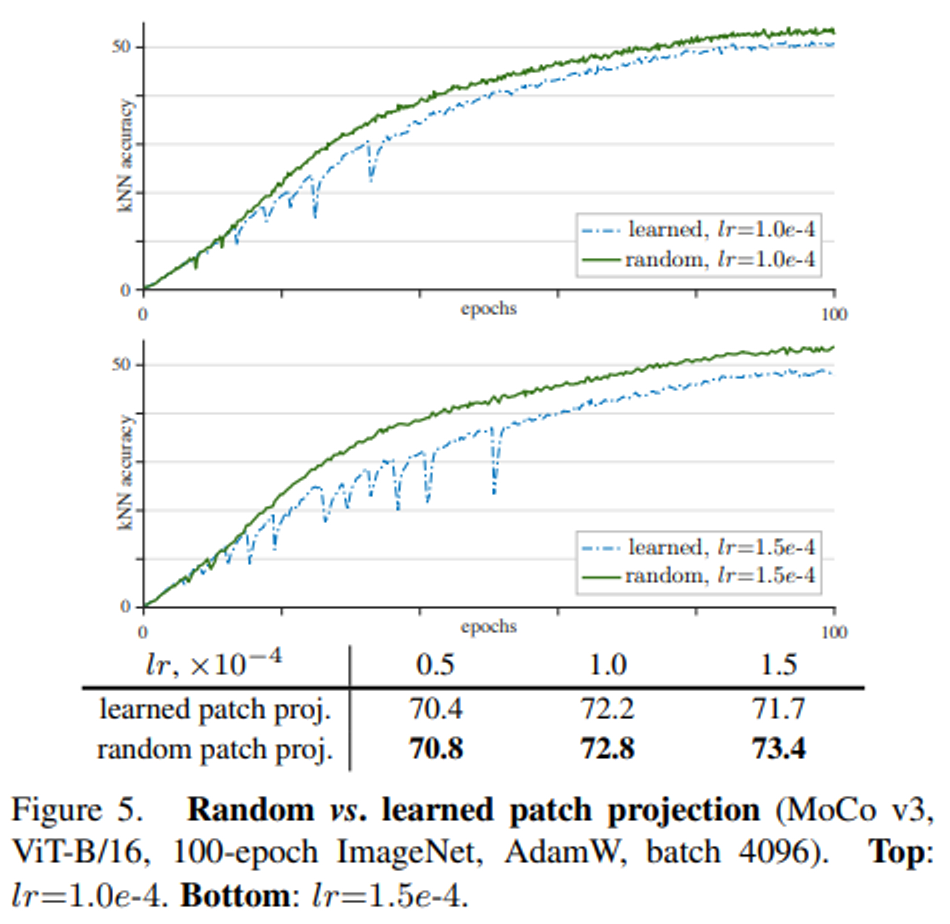 50
kNN accuracy
learned, lr=1.0e-4
random, lr=1.0e-4
0
0
epochs
100
50
kNN accuracy
learned, lr=1.5e-4
random, lr=1.5e-4
0
0
epochs
100
lr, ×10−4 0.5 1.0 1.5
learned patch proj. 70.4 72.2 71.7
random patch proj. 70.8 72.8 73.4
Figure 5. Random vs. learned patch projection (MoCo v3,
ViT-B/16, 100-epoch ImageNet, AdamW, batch 4096). Top:
lr=1.0e-4. Bottom: lr=1.5e-4.